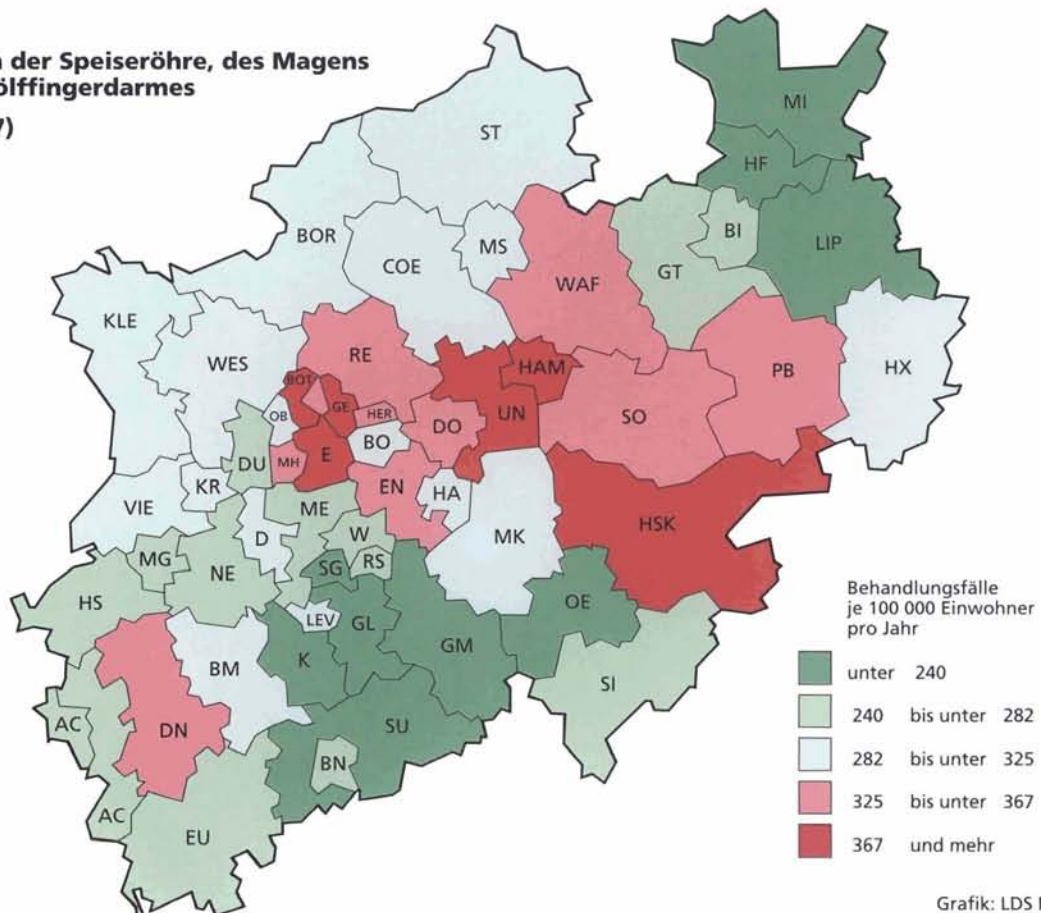 der Speiseröhre, des Magens
ölffingerdarmes
7)
MI
ST
HF
BI
BOR
MS
LIP
COE
GT
WAF
KLE
RE
WES
HAM
PB
HX
BOT
GE
HER
UN
SO
OB
DO
BO
E
MH
DU
EN
KR
HA
VIE
ME
HSK
D
W
MK
MG
RS
NE
SG
HS
OE
LEV
GL
GM
K
BM
SI
AC
DN
SU
BN
AC
EU
Behandlungsfälle
je 100 000 Einwohner
pro Jahr
unter 240
240 bis unter 282
282 bis unter 325
325 bis unter 367
367 und mehr
Grafik: LDS